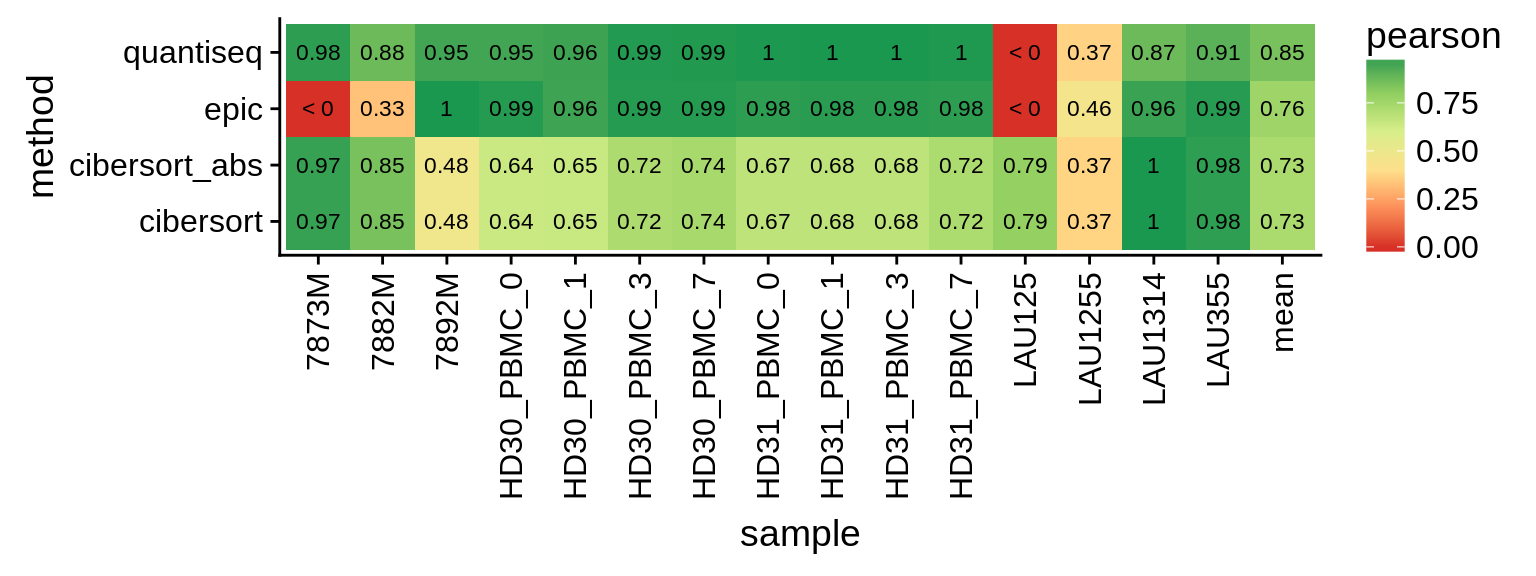 pearson
quantiseq 0.98 0.88 0.95 0.95 0.96 0.99 0.99 1 1 1 1 < 0 0.37 0.87 0.91 0.85
epic < 0 0.33 1 0.99 0.96 0.99 0.99 0.98 0.98 0.98 0.98 < 0 0.46 0.96 0.99 0.76
cibersort_abs 0.97 0.85 0.48 0.64 0.65 0.72 0.74 0.67 0.68 0.68 0.72 0.79 0.37 1 0.98 0.73
cibersort 0.97 0.85 0.48 0.64 0.65 0.72 0.74 0.67 0.68 0.68 0.72 0.79 0.37 1 0.98 0.73
method
0.75
0.50
0.25
0.00
7873M
7882M
7892M
HD30_PBMC_0
HD30_PBMC_1
HD30_PBMC_3
HD30_PBMC_7
HD31_PBMC_0
HD31_PBMC_1
HD31_PBMC_3
HD31_PBMC_7
LAU125
LAU1255
LAU1314
LAU355
mean
sample